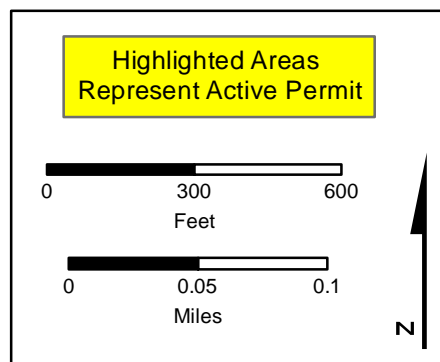 Highlighted Areas
Represent Active Permit
0 300 600
Feet
0 0.05 0.1
Miles
N